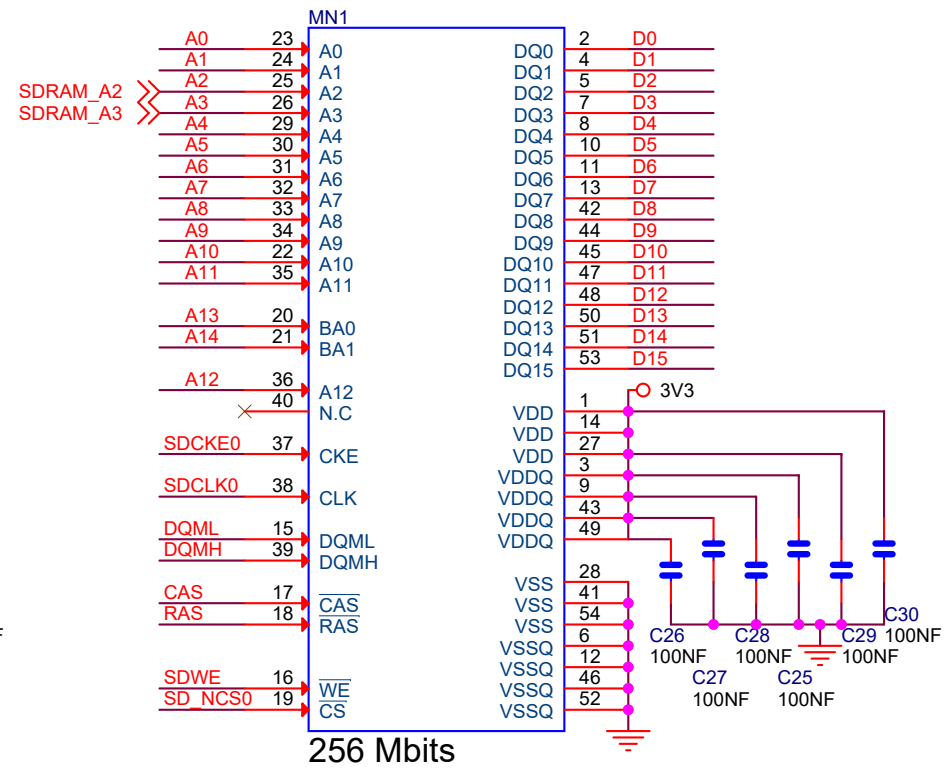 MN1
A0 23 A0 DQ0 2 D0
A1 24 A1 DQ1 4 D1
SDRAM_A2 A2 25 A2 DQ2 5 D2
SDRAM_A3 A3 26 A3 DQ3 7 D3
A4 29 A4 DQ4 8 D4
A5 30 A5 DQ5 10 D5
A6 31 A6 DQ6 11 D6
A7 32 A7 DQ7 13 D7
A8 33 A8 DQ8 42 D8
A9 34 A9 DQ9 44 D9
A10 22 A10 DQ10 45 D10
A11 35 A11 DQ11 47 D11
DQ12 48 D12
A13 20 BA0 DQ13 50 D13
A14 21 BA1 DQ14 51 D14
DQ15 53 D15
A12 36 A12 3V3
40 N.C VDD 1
VDD 14
SDCKE0 37 CKE VDD 27
VDDQ 3
SDCLK0 38 CLK VDDQ 9
VDDQ 43
DQML 15 DQML VDDQ 49
DQMH 39 DQMH
VSS 28
CAS 17 CAS VSS 41
RAS 18 RAS VSS 54
VSSQ 6
VSSQ 12
SDWE 16 WE VSSQ 46
SD_NCS0 19 CS VSSQ 52
C30
100NF
C26 C28 C29
100NF 100NF 100NF
C27 C25
100NF 100NF
F
256 Mbits